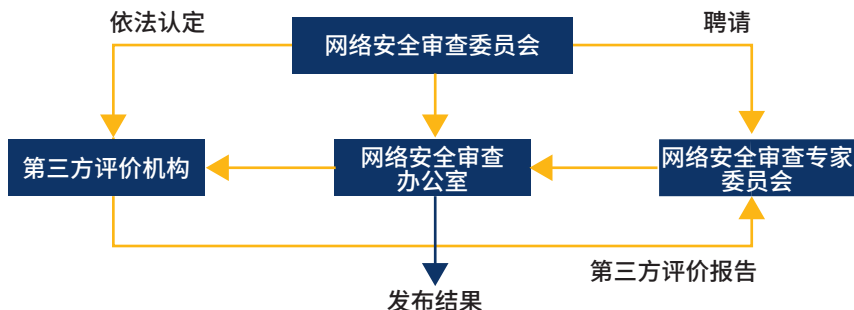 依法认定
网络安全审查委员会
聘请
第三方评价机构
网络安全审查
办公室
网络安全审查专家
委员会
第三方评价报告
发布结果